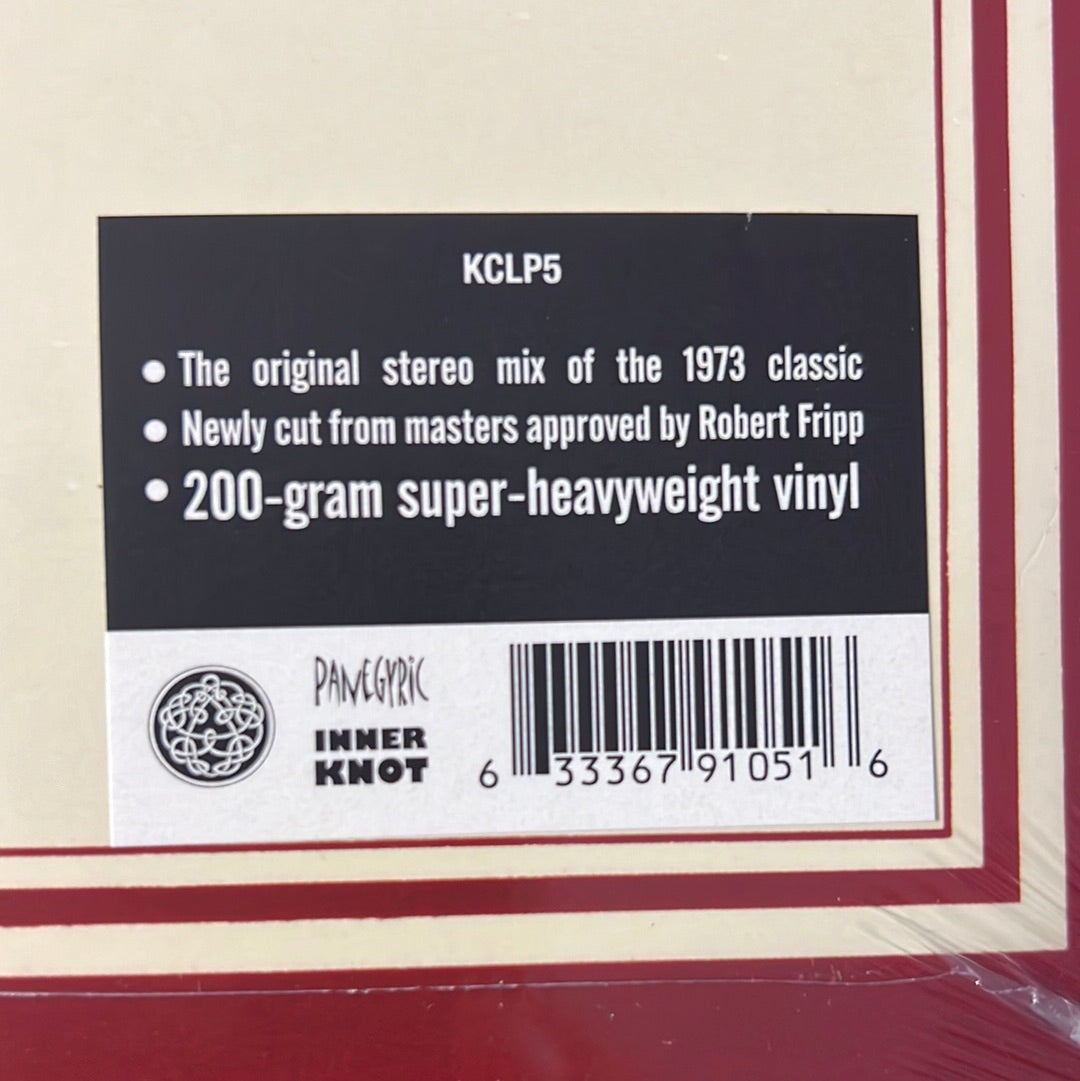 KCLP5
● The original stereo mix of the 1973 classic
● Newly cut from masters approved by Robert Fripp
● 200-gram super-heavyweight vinyl
PANEGYRIC
INNER
KNOT
6 33367 91051 6